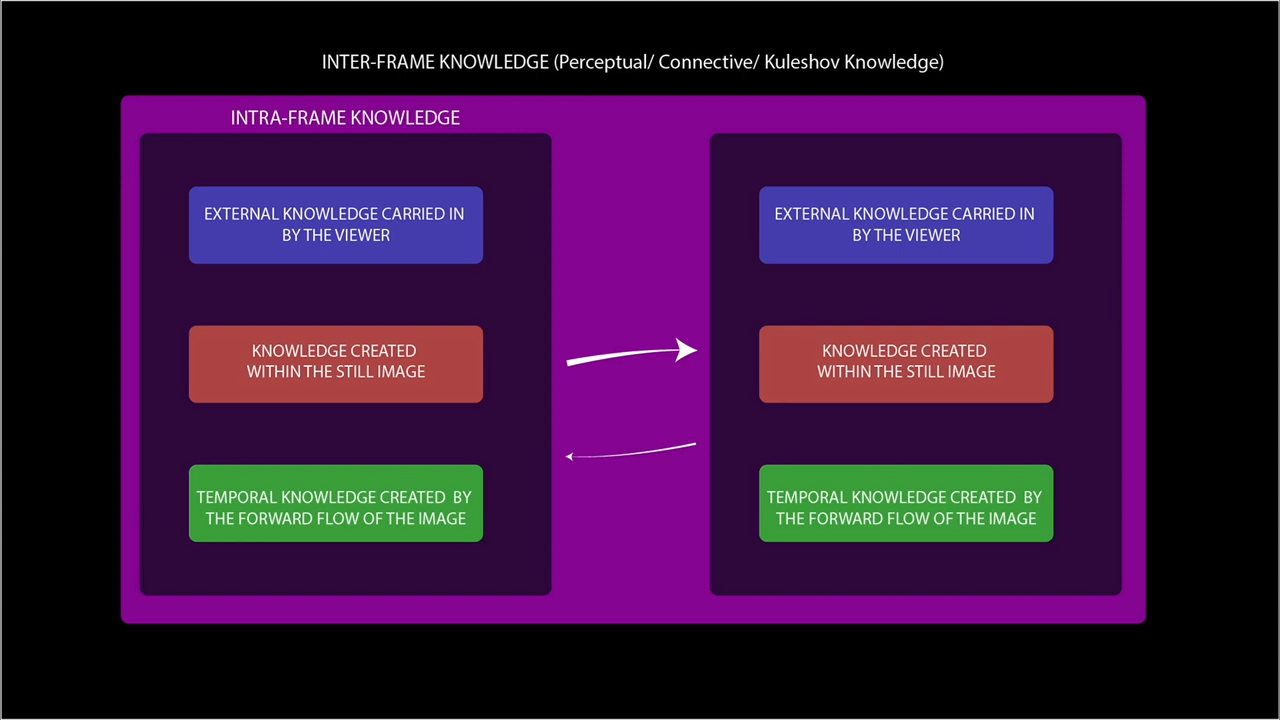 INTER-FRAME KNOWLEDGE (Perceptual/ Connective/ Kuleshov Knowledge)
INTRA-FRAME KNOWLEDGE
EXTERNAL KNOWLEDGE CARRIED IN
BY THE VIEWER
KNOWLEDGE CREATED
WITHIN THE STILL IMAGE
TEMPORAL KNOWLEDGE CREATED BY
THE FORWARD FLOW OF THE IMAGE
EXTERNAL KNOWLEDGE CARRIED IN
BY THE VIEWER
KNOWLEDGE CREATED
WITHIN THE STILL IMAGE
TEMPORAL KNOWLEDGE CREATED BY
THE FORWARD FLOW OF THE IMAGE